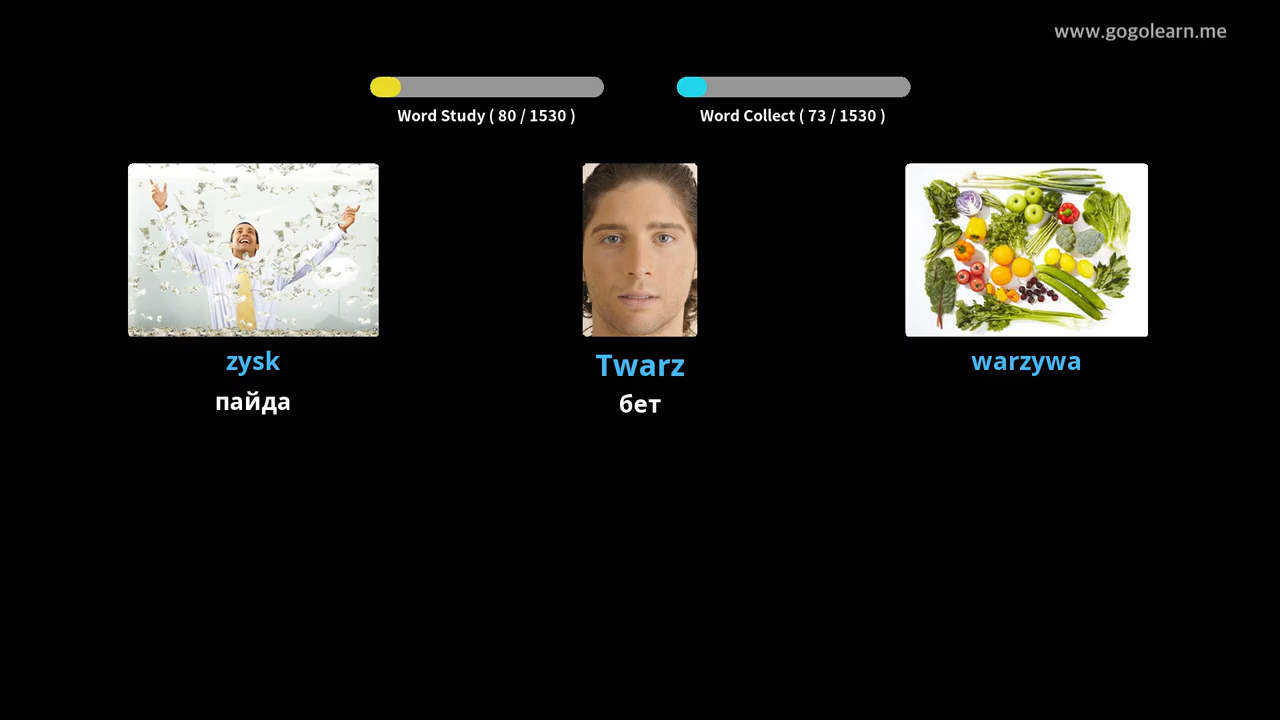 www.gogolearn.me
Word Study ( 80 / 1530 )
Word Collect ( 73 / 1530 )
zysk
пайда
Twarz
бет
warzywa